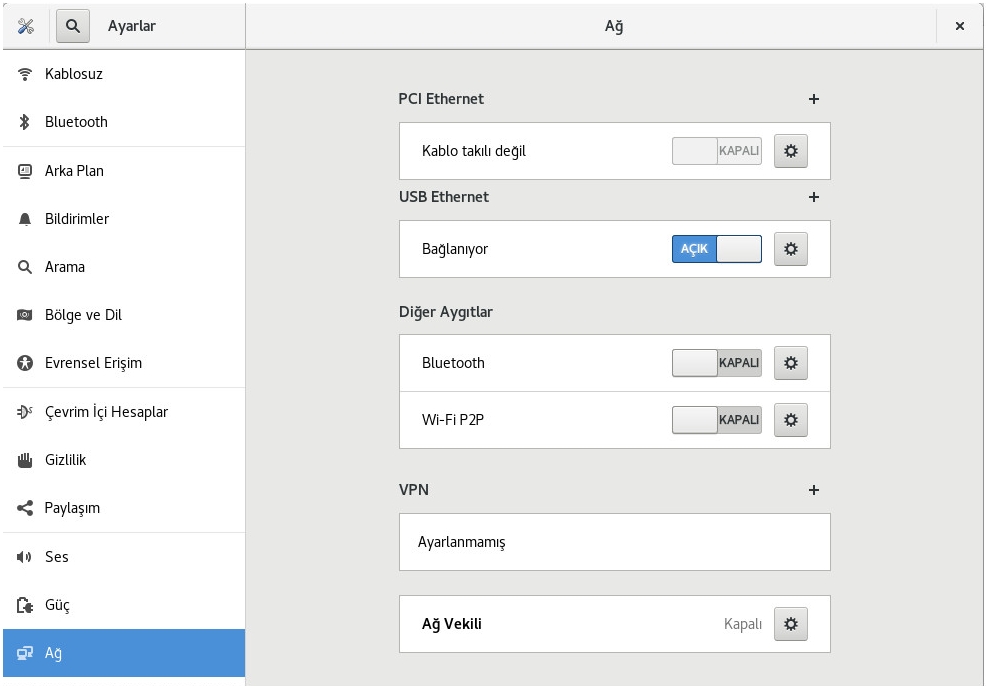 Ayarlar
Ağ
Kablosuz
Bluetooth
Arka Plan
Bildirimler
Arama
Bölge ve Dil
Evrensel Erişim
Çevrim İçi Hesaplar
Gizlilik
Paylaşım
Ses
Güç
Ağ
PCI Ethernet
Kablo takılı değil KAPALI
USB Ethernet
Bağlanıyor AÇIK
Diğer Aygıtlar
Bluetooth KAPALI
Wi-Fi P2P KAPALI
VPN
Ayarlanmamış
Ağ Vekili Kapalı